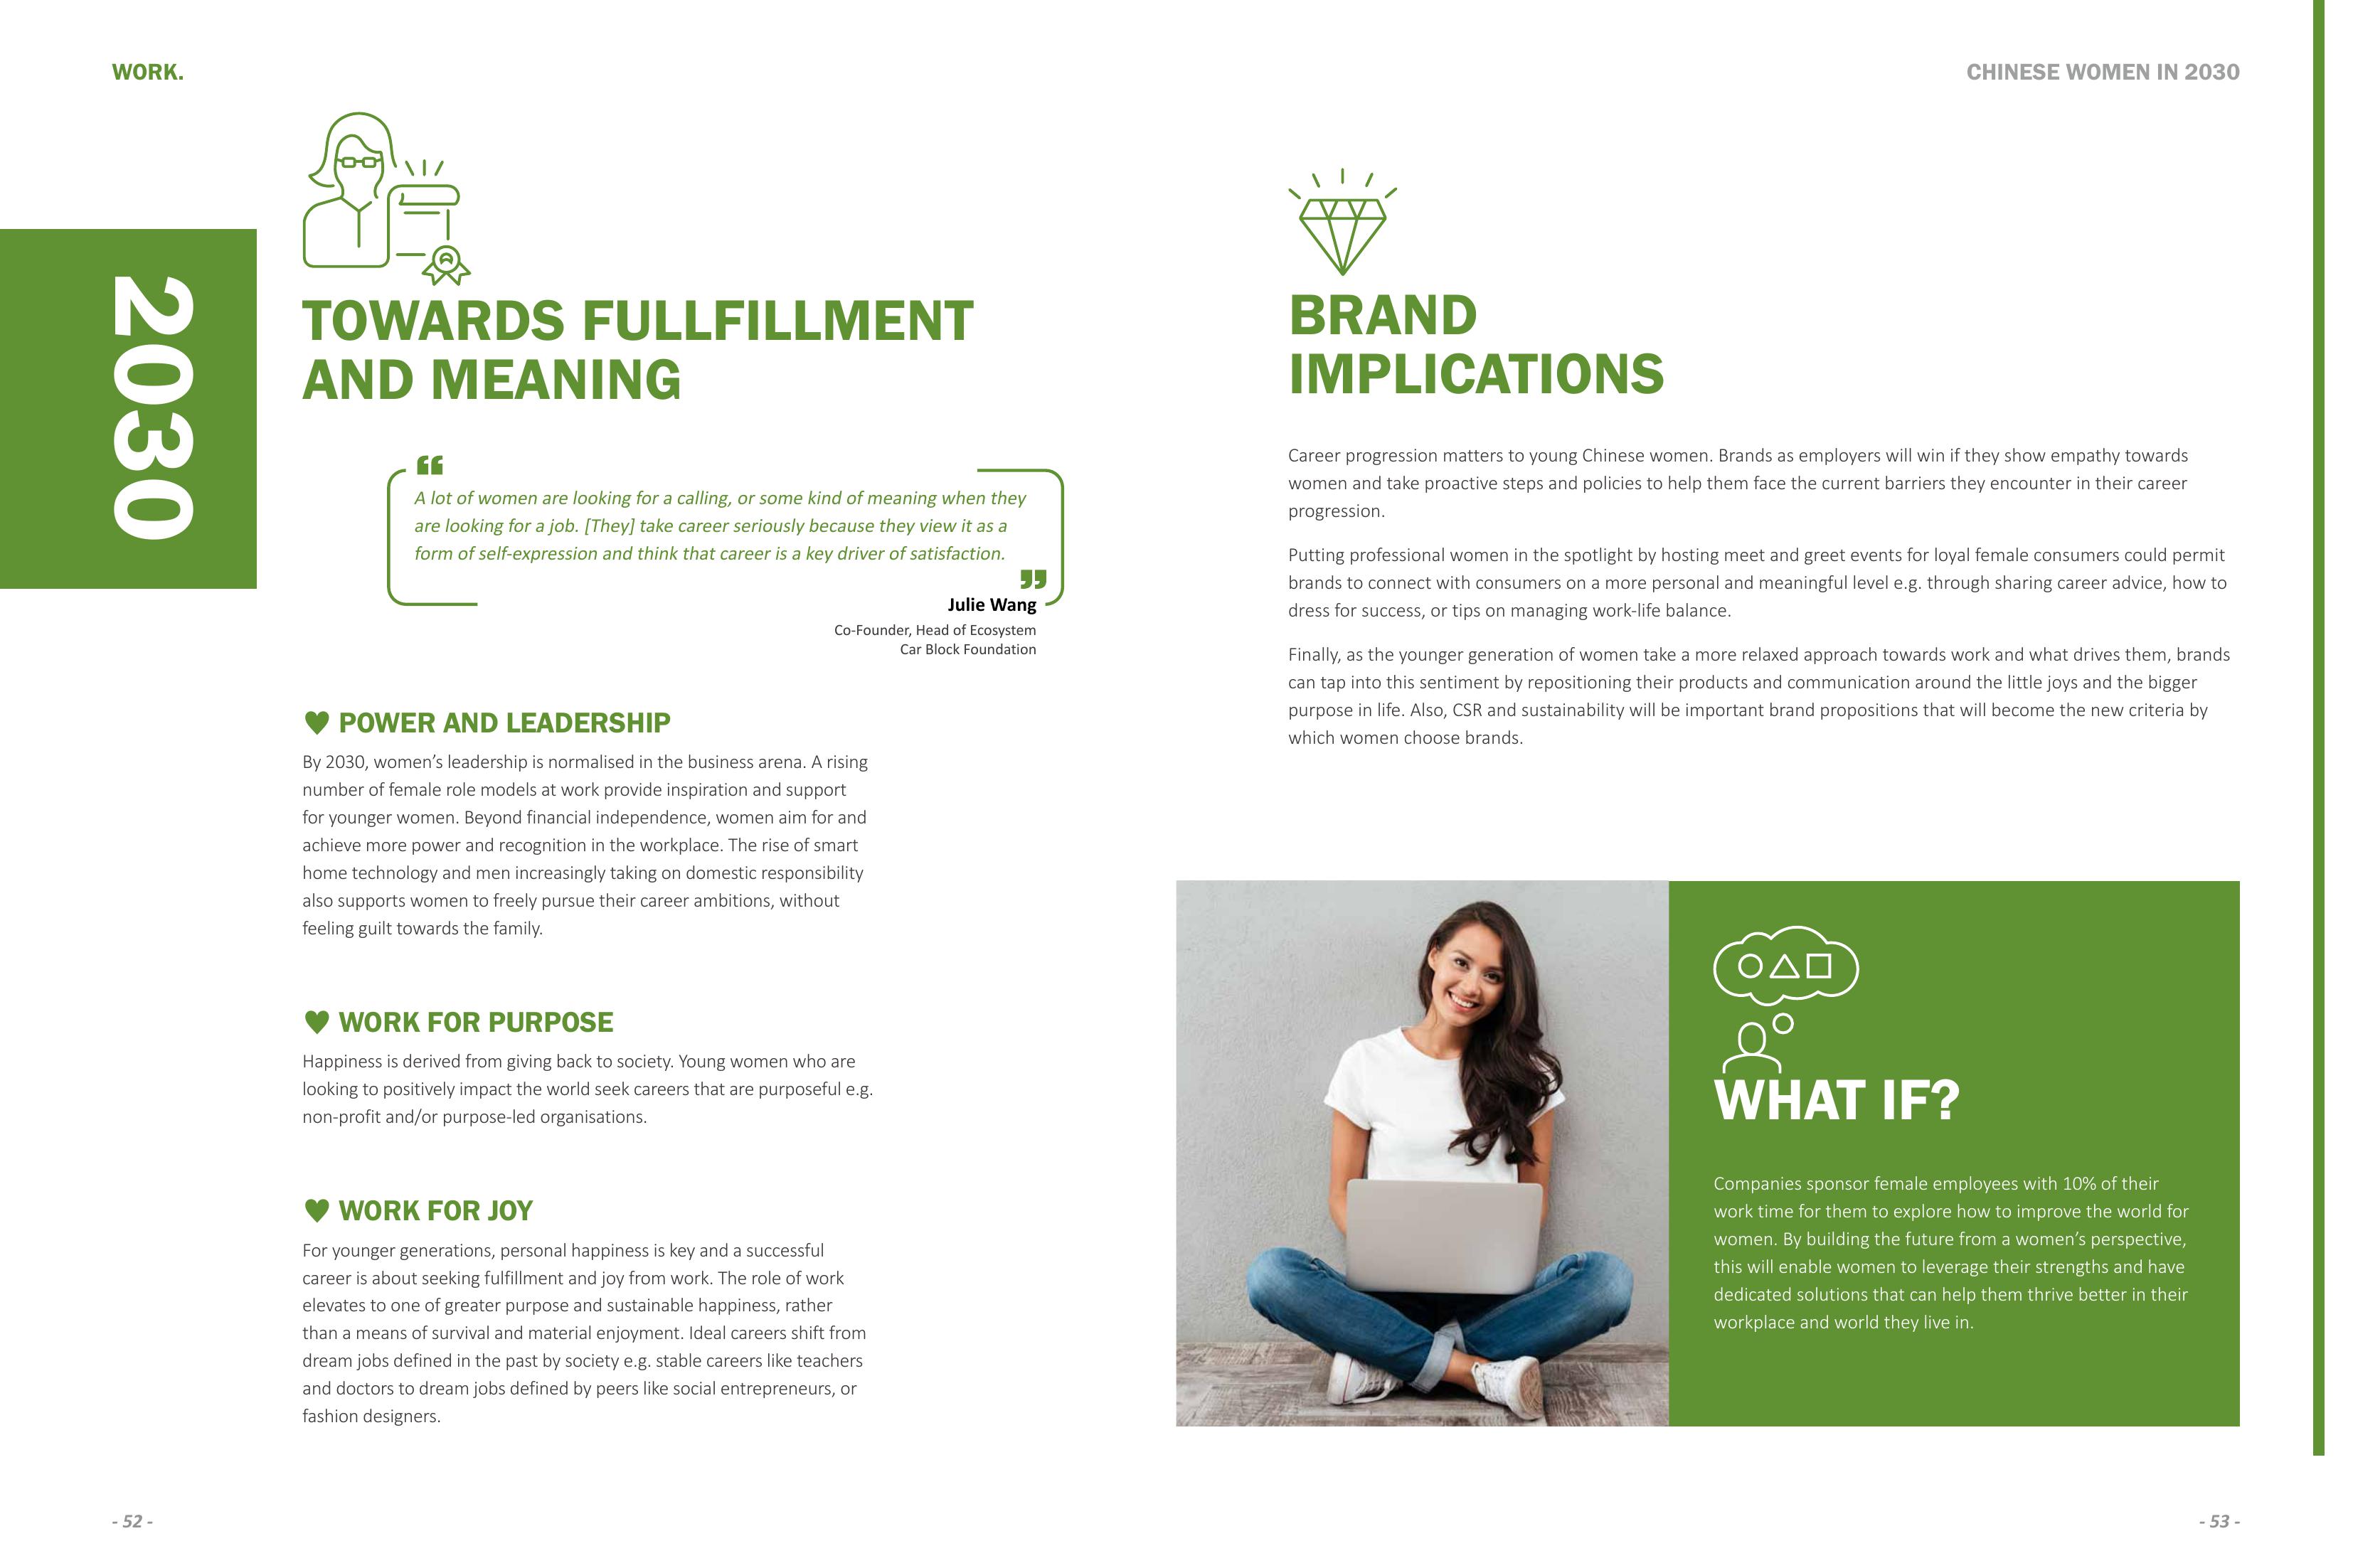 WORK.
CHINESE WOMEN IN 2030
2030
TOWARDS FULLFILLMENT
AND MEANING
“
A lot of women are looking for a calling, or some kind of meaning when they
are looking for a job. [They] take career seriously because they view it as a
form of self-expression and think that career is a key driver of satisfaction.
”
Julie Wang
Co-Founder, Head of Ecosystem
Car Block Foundation
♥ POWER AND LEADERSHIP
By 2030, women’s leadership is normalised in the business arena. A rising
number of female role models at work provide inspiration and support
for younger women. Beyond financial independence, women aim for and
achieve more power and recognition in the workplace. The rise of smart
home technology and men increasingly taking on domestic responsibility
also supports women to freely pursue their career ambitions, without
feeling guilt towards the family.
♥ WORK FOR PURPOSE
Happiness is derived from giving back to society. Young women who are
looking to positively impact the world seek careers that are purposeful e.g.
non-profit and/or purpose-led organisations.
♥ WORK FOR JOY
For younger generations, personal happiness is key and a successful
career is about seeking fulfillment and joy from work. The role of work
elevates to one of greater purpose and sustainable happiness, rather
than a means of survival and material enjoyment. Ideal careers shift from
dream jobs defined in the past by society e.g. stable careers like teachers
and doctors to dream jobs defined by peers like social entrepreneurs, or
fashion designers.
- 52 -
BRAND
IMPLICATIONS
Career progression matters to young Chinese women. Brands as employers will win if they show empathy towards
women and take proactive steps and policies to help them face the current barriers they encounter in their career
progression.
Putting professional women in the spotlight by hosting meet and greet events for loyal female consumers could permit
brands to connect with consumers on a more personal and meaningful level e.g. through sharing career advice, how to
dress for success, or tips on managing work-life balance.
Finally, as the younger generation of women take a more relaxed approach towards work and what drives them, brands
can tap into this sentiment by repositioning their products and communication around the little joys and the bigger
purpose in life. Also, CSR and sustainability will be important brand propositions that will become the new criteria by
which women choose brands.
WHAT IF?
Companies sponsor female employees with 10% of their
work time for them to explore how to improve the world for
women. By building the future from a women’s perspective,
this will enable women to leverage their strengths and have
dedicated solutions that can help them thrive better in their
workplace and world they live in.
- 53 -